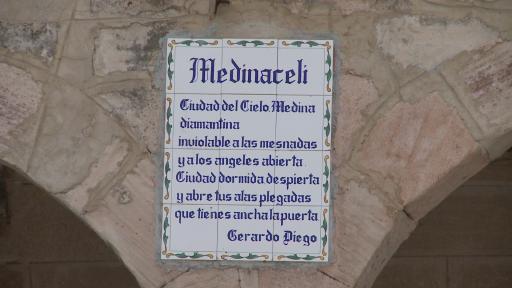 Medinaceli
Ciudad del Cielo, Medina
diamantina
inviolable a las mesnadas
y a los angeles abierta
Ciudad dormida despierta
y abre tus alas plegadas
que tienes ancha la puerta
Gerardo Diego